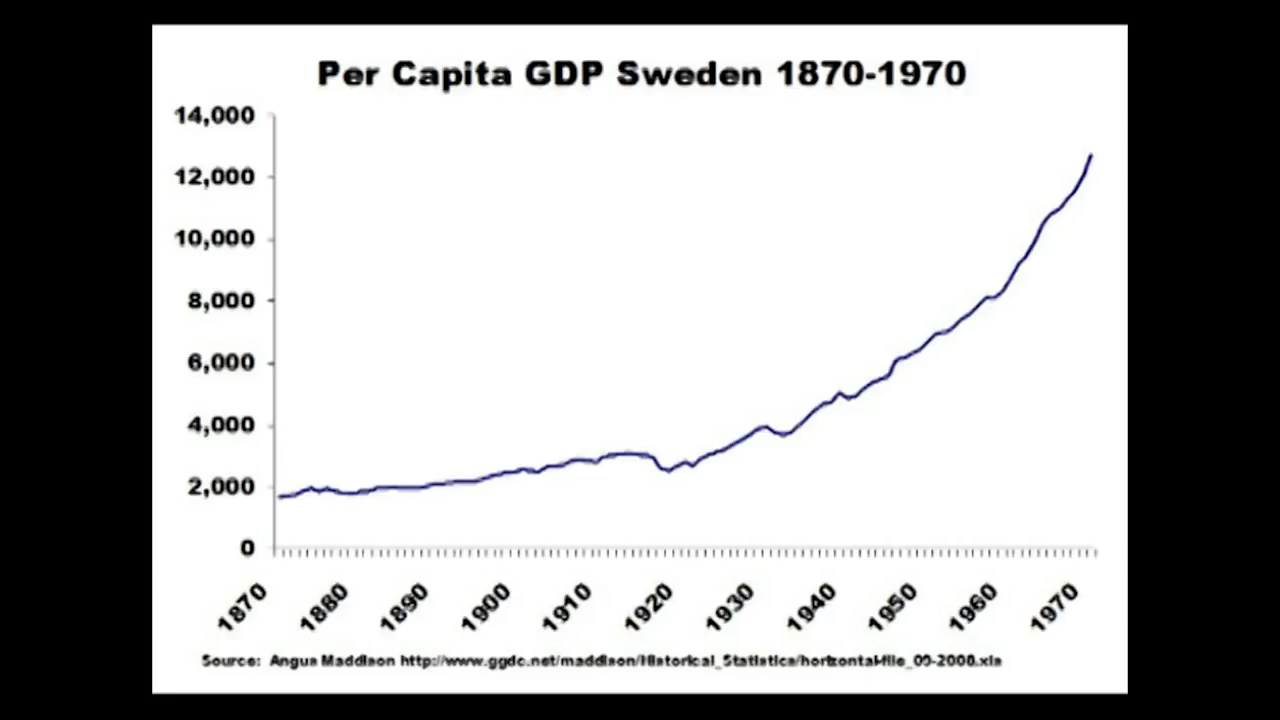 Per Capita GDP Sweden 1870-1970
14,000
12,000
10,000
8,000
6,000
4,000
2,000
0
1870 1880 1890 1900 1910 1920 1930 1940 1950 1960 1970
Source: Angus Maddison http://www.ggdc.net/maddison/Historical_Statistics/horizontal-file_09-2008.xls